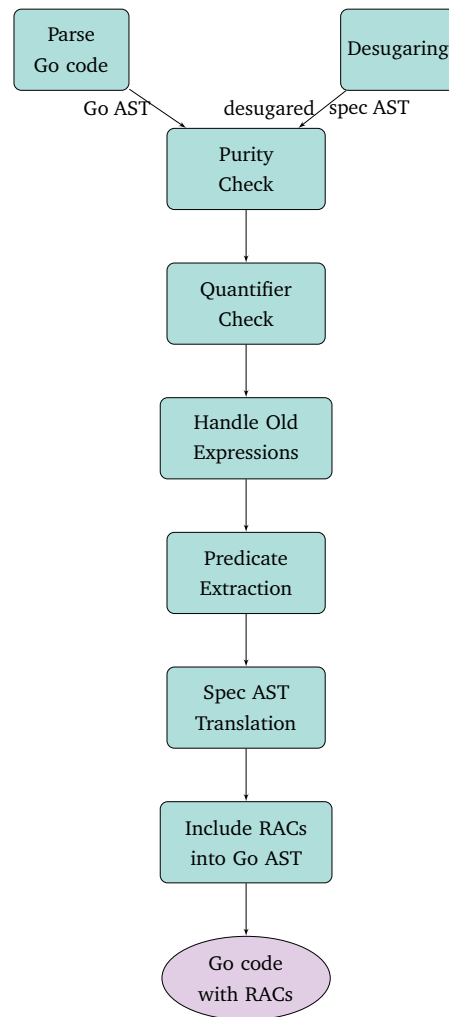 Parse
Go code
Desugaring
Go AST
desugared spec AST
Purity
Check
Quantifier
Check
Handle Old
Expressions
Predicate
Extraction
Spec AST
Translation
Include RACs
into Go AST
Go code
with RACs